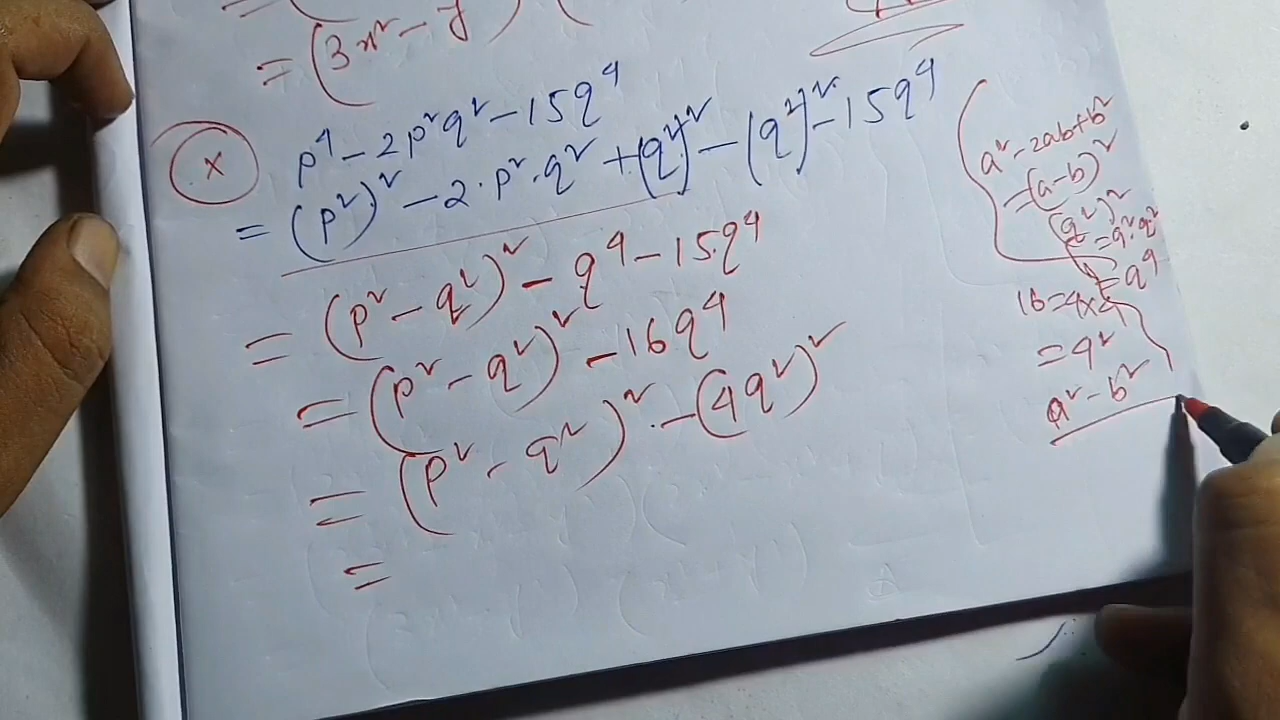 = (3x² - y) (
p⁴ - 2p²q² - 15q⁴
= (p²)² - 2·p²·q² + (q²)² - (q²)² - 15q⁴
= (p² - q²)² - q⁴ - 15q⁴
= (p² - q²)² - 16q⁴
= (p² - q²)² - (4q²)²
=
a² - 2ab + b²
= (a-b)²
(q²)²
= q²·q²
= q⁴
16 = 4×4
= 4²
a² - b²